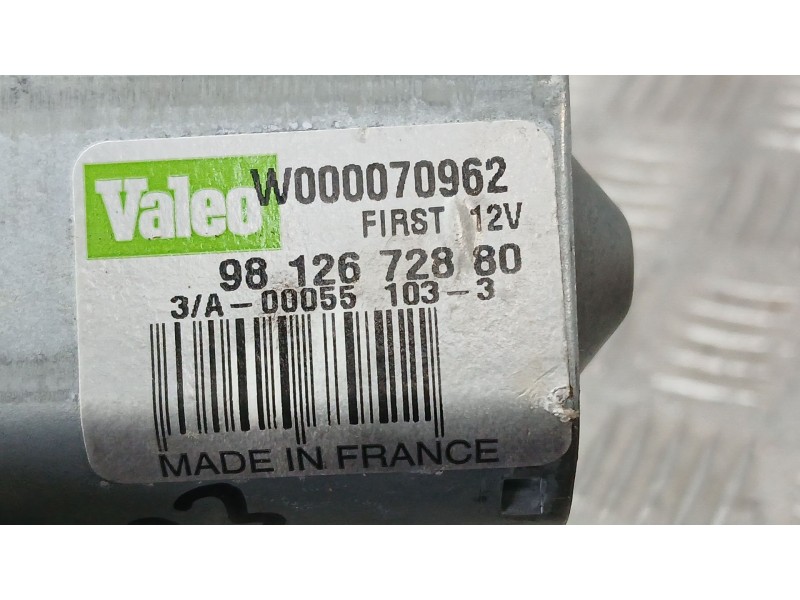 Valeo W000070962
FIRST 12V
98 126 728 80
3/A-00055 103-3
MADE IN FRANCE